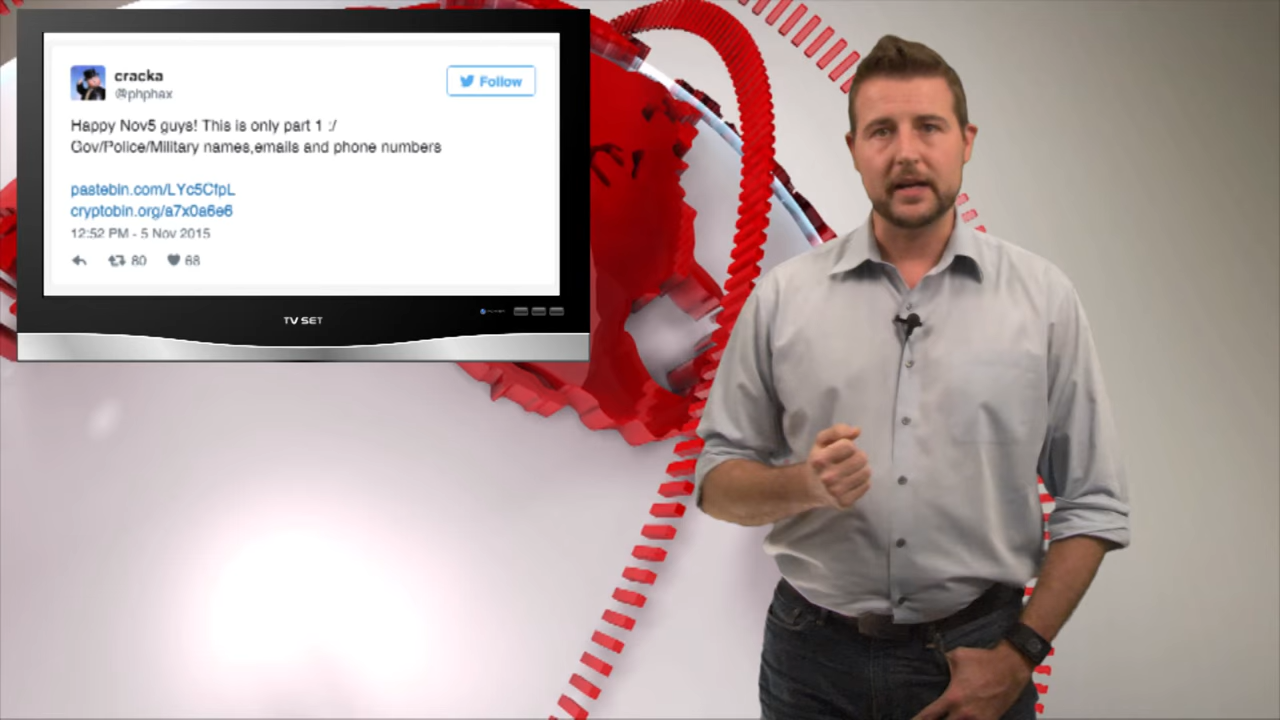 cracka
@phphax
Follow
Happy Nov5 guys! This is only part 1 :/
Gov/Police/Military names,emails and phone numbers
pastebin.com/LYc5CfpL
cryptobin.org/a7x0a6e6
12:52 PM - 5 Nov 2015
80
68
TV SET